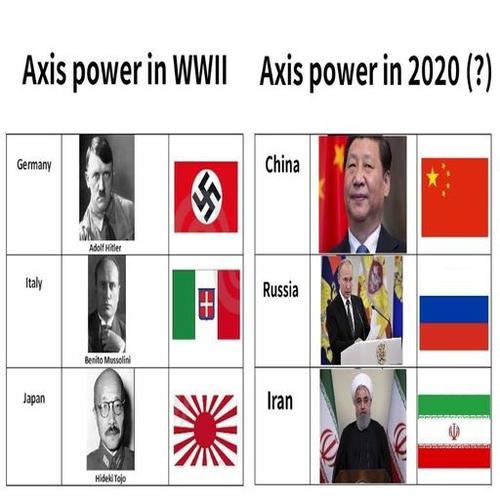 Axis power in WWII
Germany
Adolf Hitler
Italy
Benito Mussolini
Japan
Hideki Tojo
Axis power in 2020 (?)
China
Russia
Iran